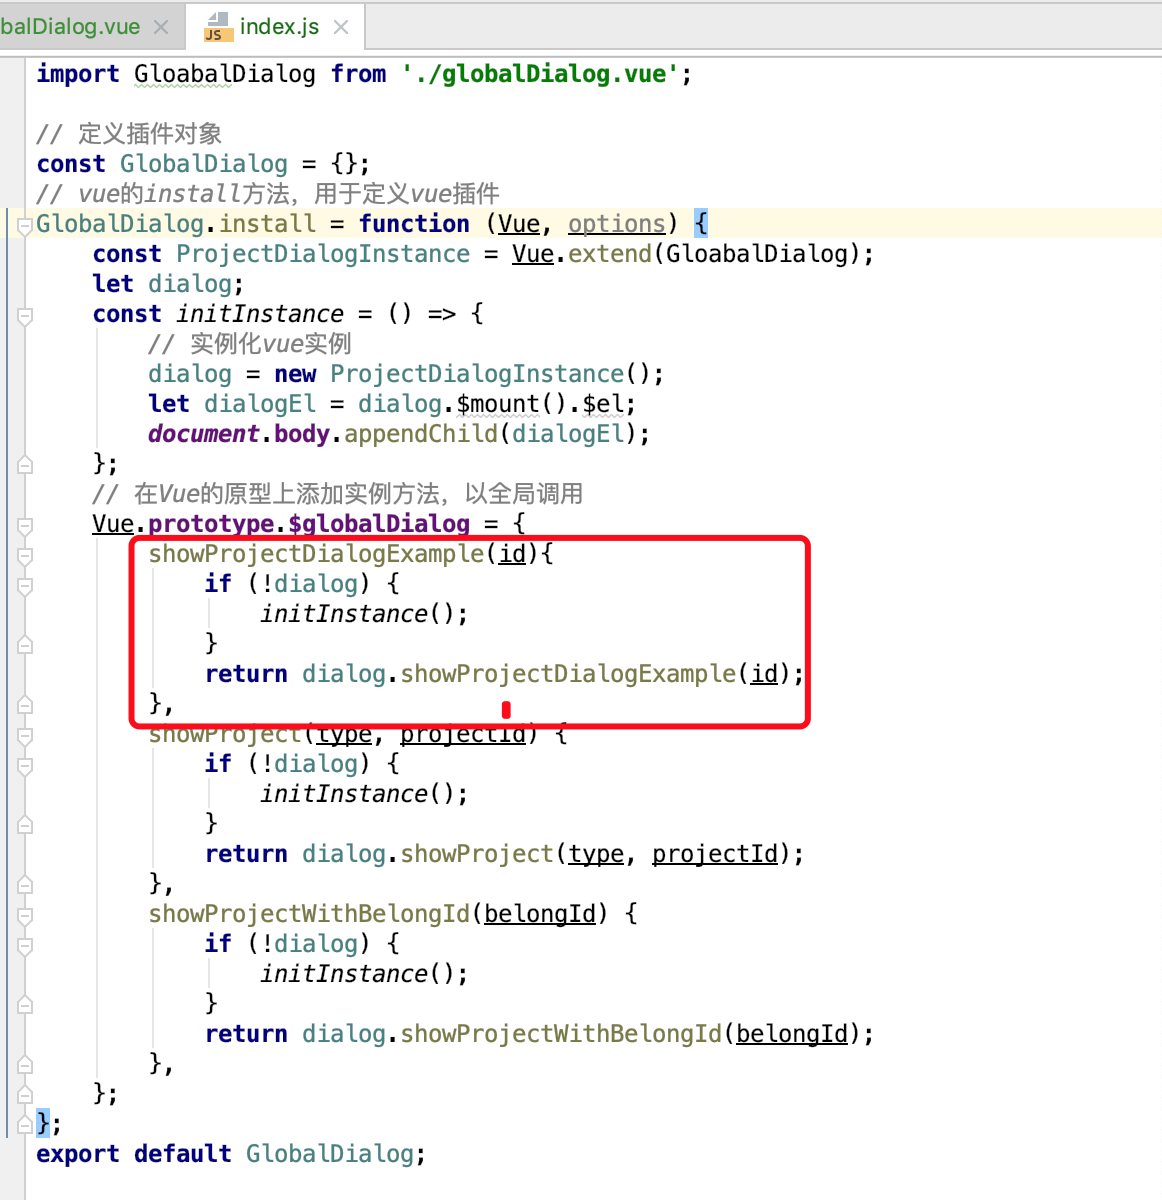 balDialog.vue
JS index.js
import GloabalDialog from './globalDialog.vue';
// 定义插件对象
const GlobalDialog = {};
// vue的install方法，用于定义vue插件
GlobalDialog.install = function (Vue, options) {
const ProjectDialogInstance = Vue.extend(GloabalDialog);
let dialog;
const initInstance = () => {
// 实例化vue实例
dialog = new ProjectDialogInstance();
let dialogEl = dialog.$mount().$el;
document.body.appendChild(dialogEl);
};
// 在Vue的原型上添加实例方法，以全局调用
Vue.prototype.$globalDialog = {
showProjectDialogExample(id){
if (!dialog) {
initInstance();
}
return dialog.showProjectDialogExample(id);
},
showProject(type, projectId) {
if (!dialog) {
initInstance();
}
return dialog.showProject(type, projectId);
},
showProjectWithBelongId(belongId) {
if (!dialog) {
initInstance();
}
return dialog.showProjectWithBelongId(belongId);
},
};
};
export default GlobalDialog;